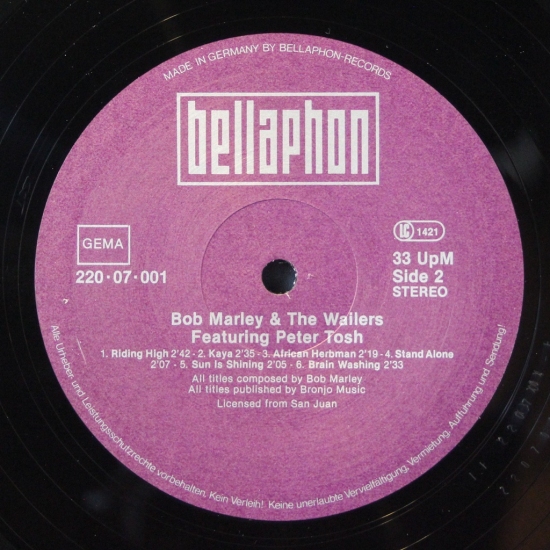 MADE IN GERMANY BY BELLAPHON-RECORDS
bellaphon
GEMA
220·07·001
LC 1421
33 UpM
Side 2
STEREO
Bob Marley & The Wailers
Featuring Peter Tosh
1. Riding High 2'42 - 2. Kaya 2'35 - 3. African Herbman 2'19 - 4. Stand Alone
2'07 - 5. Sun is Shining 2'05 - 6. Brain Washing 2'33
All titles composed by Bob Marley
All titles published by Bronjo Music
Licensed from San Juan
Alle Urheber- und Leistungsschutzrechte vorbehalten. Kein Verleih! Keine unerlaubte Vervielfältigung, Vermietung, Aufführung und Sendung!